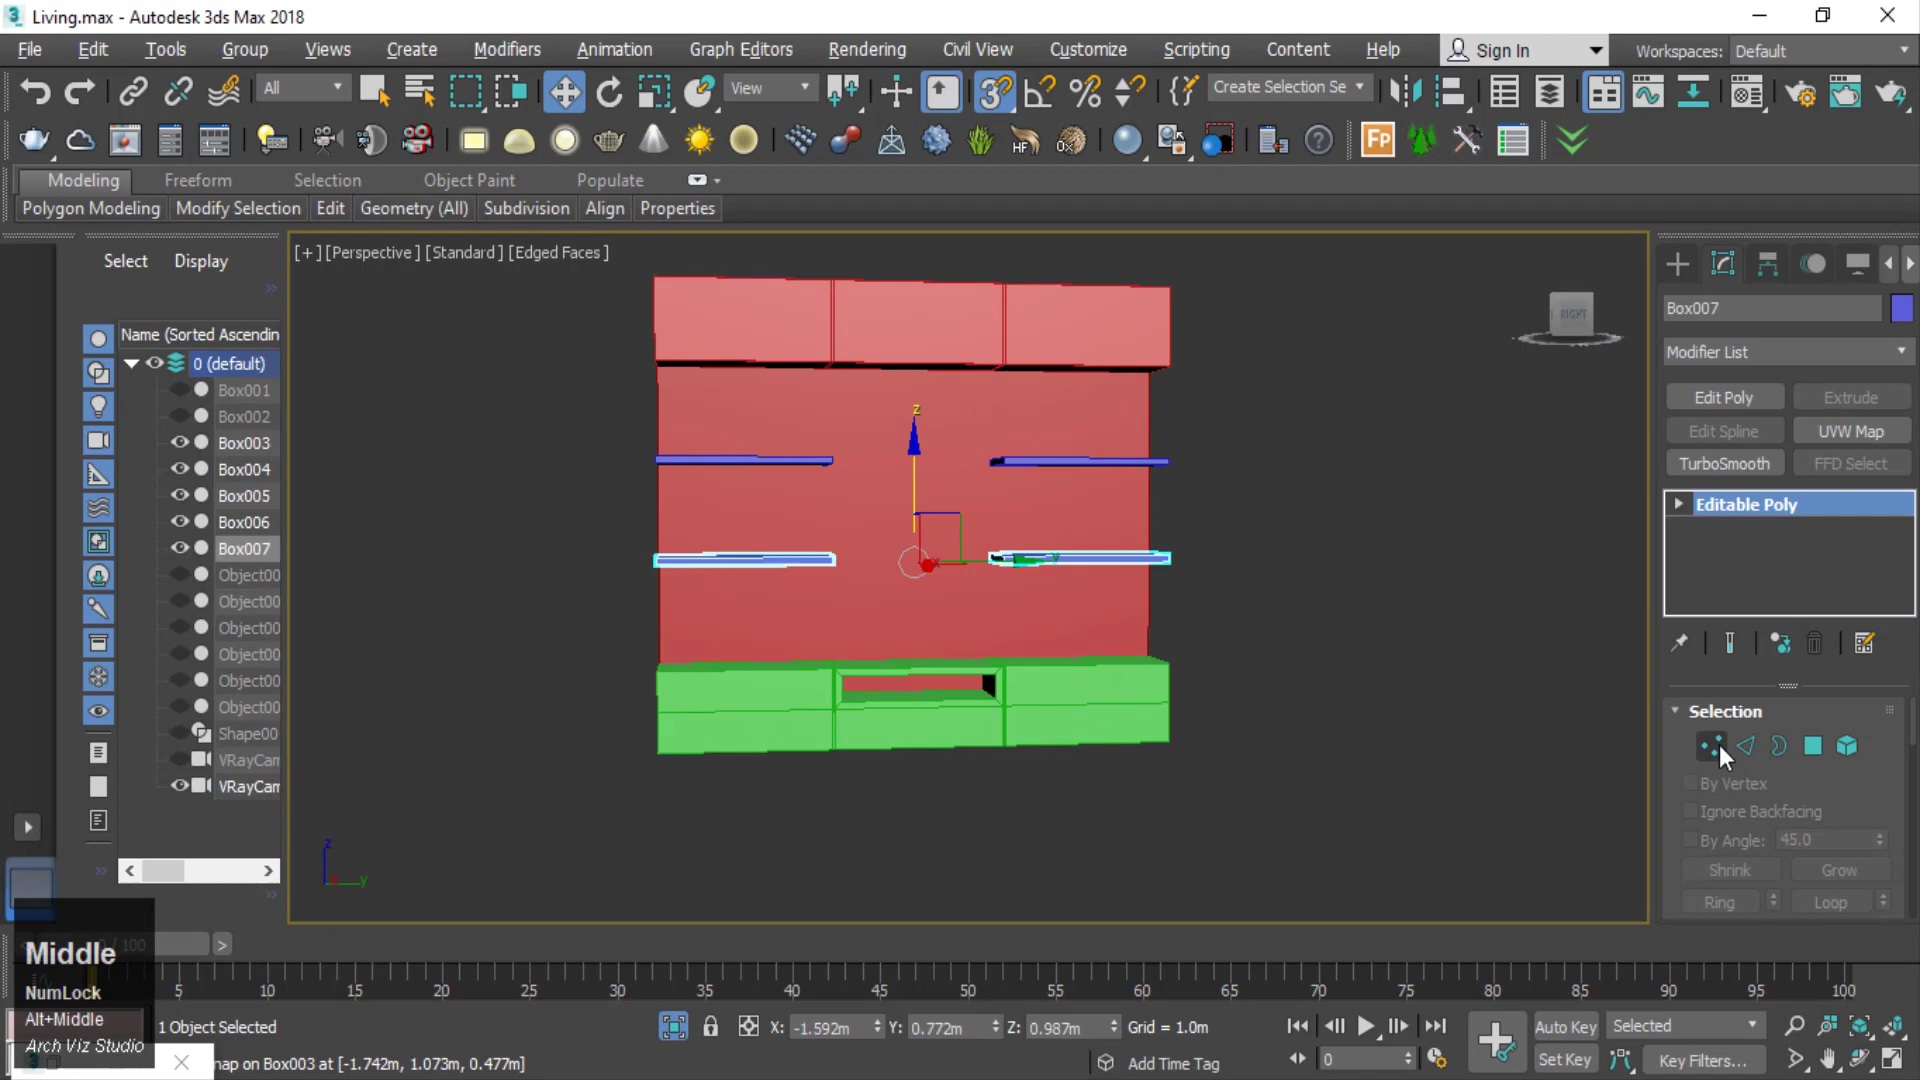 Living.max - Autodesk 3ds Max 2018
File Edit Tools Group Views Create Modifiers Animation Graph Editors Rendering Civil View Customize Scripting Content Help Sign In Workspaces: Default
All View Create Selection Se
Modeling Freeform Selection Object Paint Populate
Polygon Modeling Modify Selection Edit Geometry (All) Subdivision Align Properties
Select Display
[+] [Perspective ] [Standard ] [Edged Faces ]
RIGHT
Box007
Name (Sorted Ascendin
Modifier List
0 (default)
Box001
Edit Poly Extrude
Box002
Edit Spline UVW Map
Box003
TurboSmooth FFD Select
Box004
Box005
Editable Poly
Box006
Box007
Object00
Object00
Object00
Object00
Object00
Object00
Shape00
VRayCam
VRayCam
Selection
By Vertex
Ignore Backfacing
By Angle: 45.0
Shrink Grow
Ring Loop
z
y
Middle
NumLock
Alt+Middle
Arch Viz Studio
/ 100
5 10 15 20 25 30 35 40 45 50 55 60 65 70 75 80 85 90 95 100
1 Object Selected X: -1.592m Y: 0.772m Z: 0.987m Grid = 1.0m Auto Key Selected
nap on Box003 at [-1.742m, 1.073m, 0.477m] Add Time Tag 0 Set Key Key Filters...